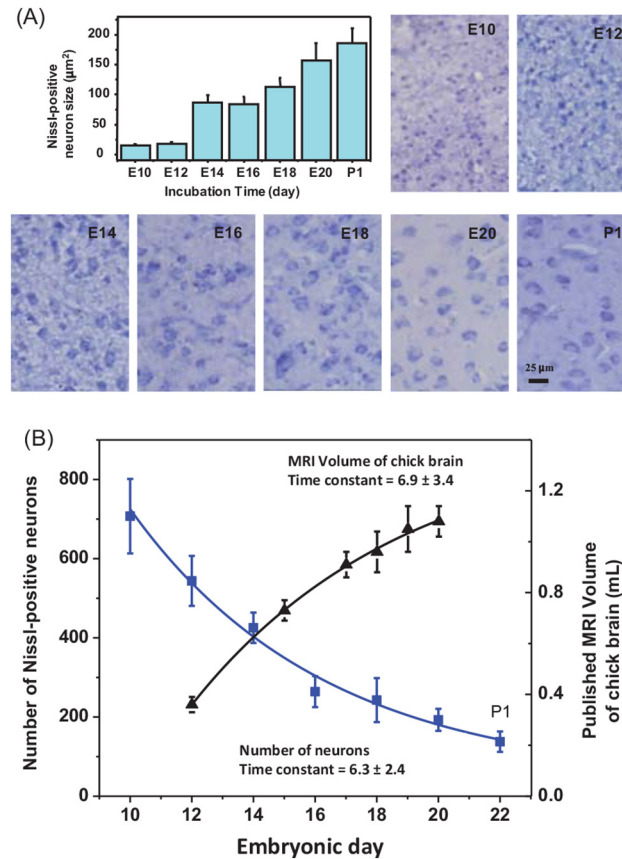 (A)
200
150
100
50
0
Nissl-positive
neuron size (μm²)
E10 E12 E14 E16 E18 E20 P1
Incubation Time (day)
E10
E12
E14
E16
E18
E20
P1
25 μm
(B)
MRI Volume of chick brain
Time constant = 6.9 ± 3.4
800
600
400
200
0
Number of Nissl-positive neurons
1.2
0.8
0.4
0.0
Published MRI Volume
of chick brain (mL)
P1
Number of neurons
Time constant = 6.3 ± 2.4
10 12 14 16 18 20 22
Embryonic day